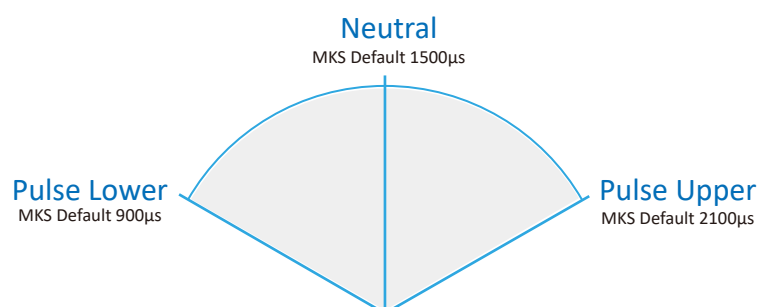 Neutral
MKS Default 1500µs
Pulse Lower
MKS Default 900µs
Pulse Upper
MKS Default 2100µs